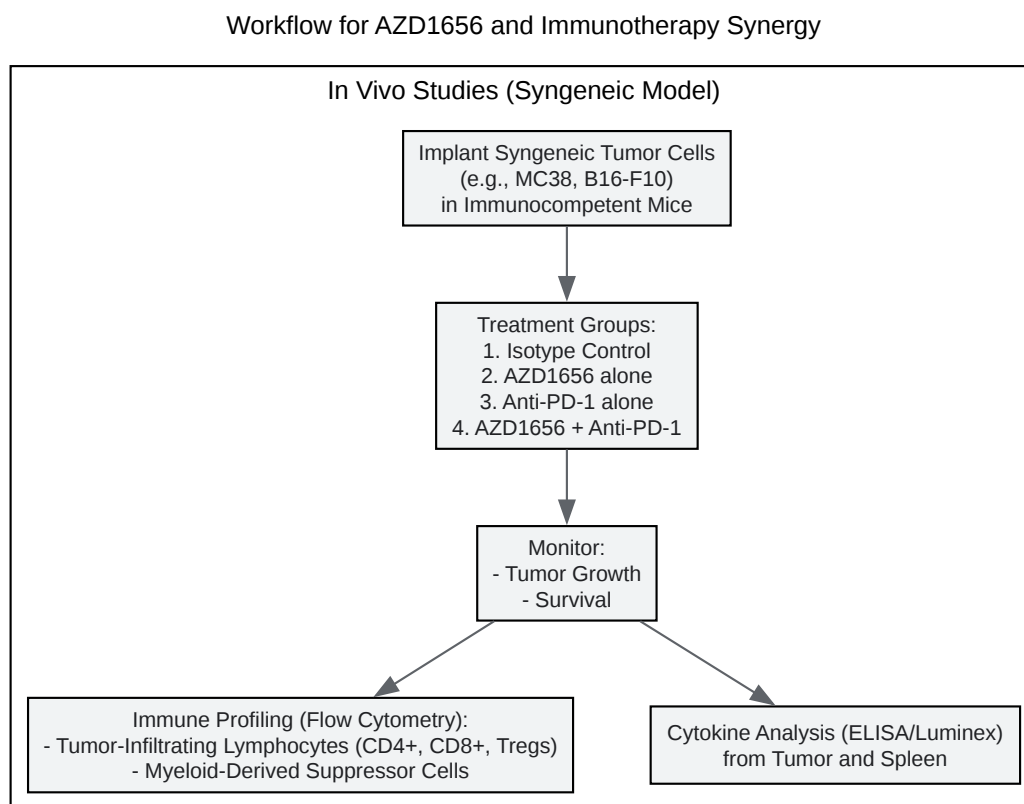 Workflow for AZD1656 and Immunotherapy Synergy
In Vivo Studies (Syngeneic Model)
Implant Syngeneic Tumor Cells
(e.g., MC38, B16-F10)
in Immunocompetent Mice
Treatment Groups:
1. Isotype Control
2. AZD1656 alone
3. Anti-PD-1 alone
4. AZD1656 + Anti-PD-1
Monitor:
- Tumor Growth
- Survival
Immune Profiling (Flow Cytometry):
- Tumor-Infiltrating Lymphocytes (CD4+, CD8+, Tregs)
- Myeloid-Derived Suppressor Cells
Cytokine Analysis (ELISA/Luminex)
from Tumor and Spleen